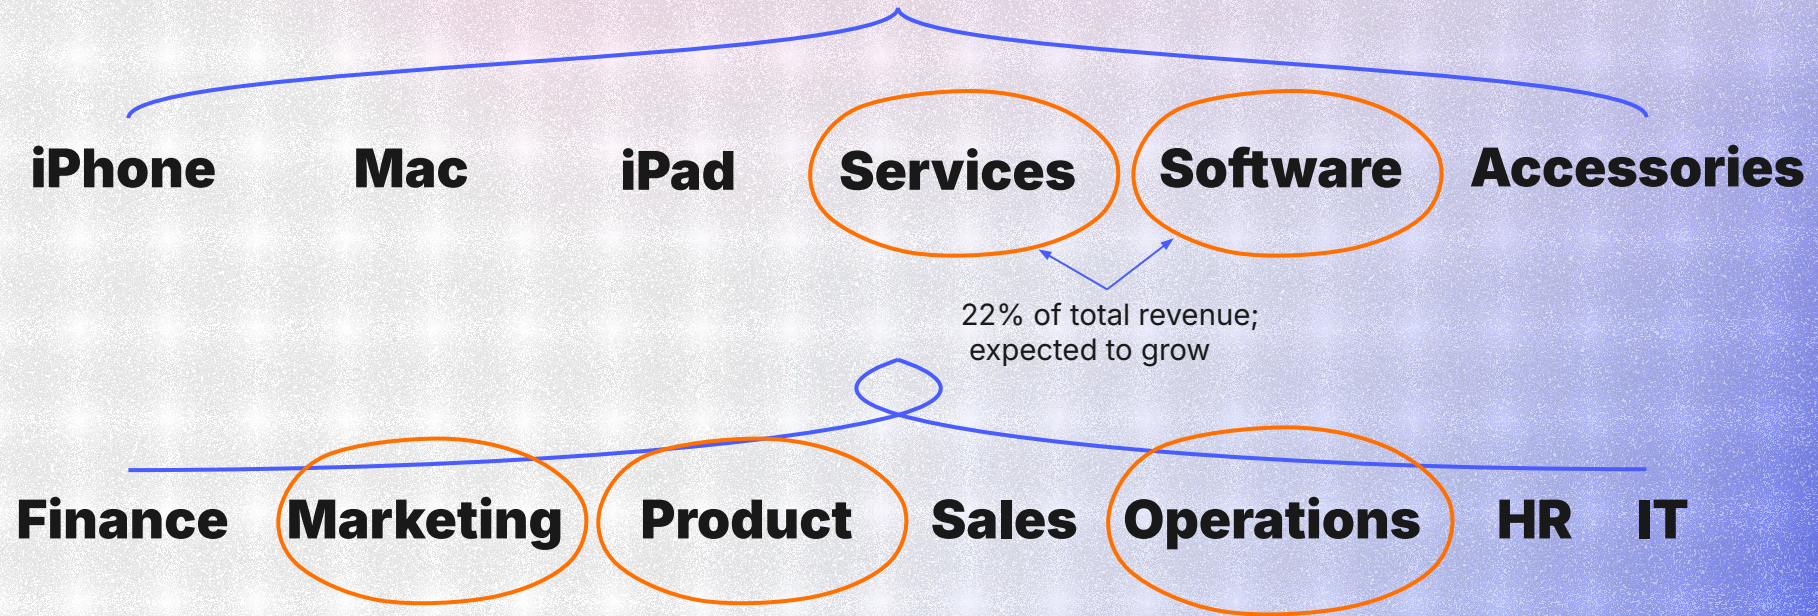 iPhone Mac iPad Services Software Accessories
22% of total revenue;
expected to grow
Finance Marketing Product Sales Operations HR IT